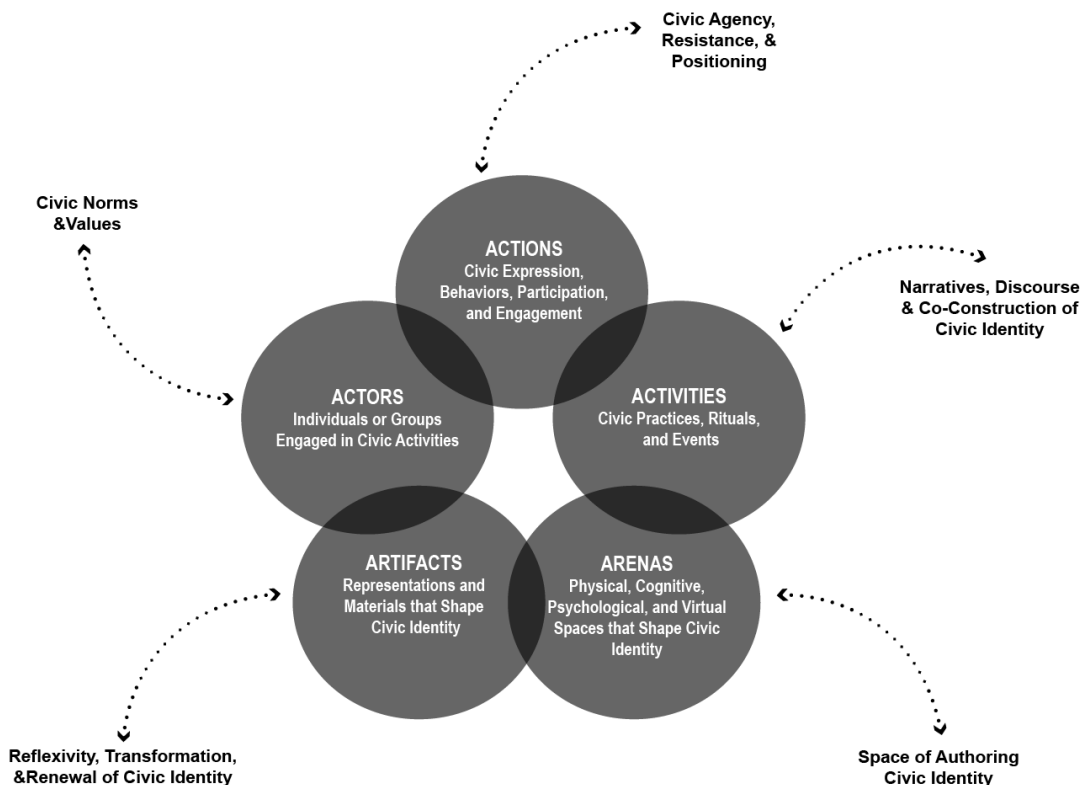 Civic Agency,
Resistance, &
Positioning
Civic Norms
&Values
ACTIONS
Civic Expression,
Behaviors, Participation,
and Engagement
Narratives, Discourse
& Co-Construction of
Civic Identity
ACTORS
Individuals or Groups
Engaged in Civic Activities
ACTIVITIES
Civic Practices, Rituals,
and Events
ARTIFACTS
Representations and
Materials that Shape
Civic Identity
ARENAS
Physical, Cognitive,
Psychological, and Virtual
Spaces that Shape Civic
Identity
Reflexivity, Transformation,
&Renewal of Civic Identity
Space of Authoring
Civic Identity